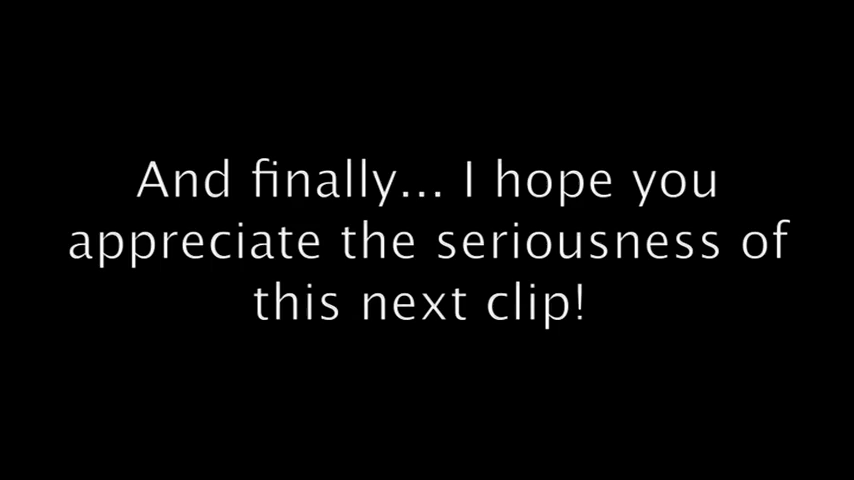 And finally... I hope you
appreciate the seriousness of
this next clip!